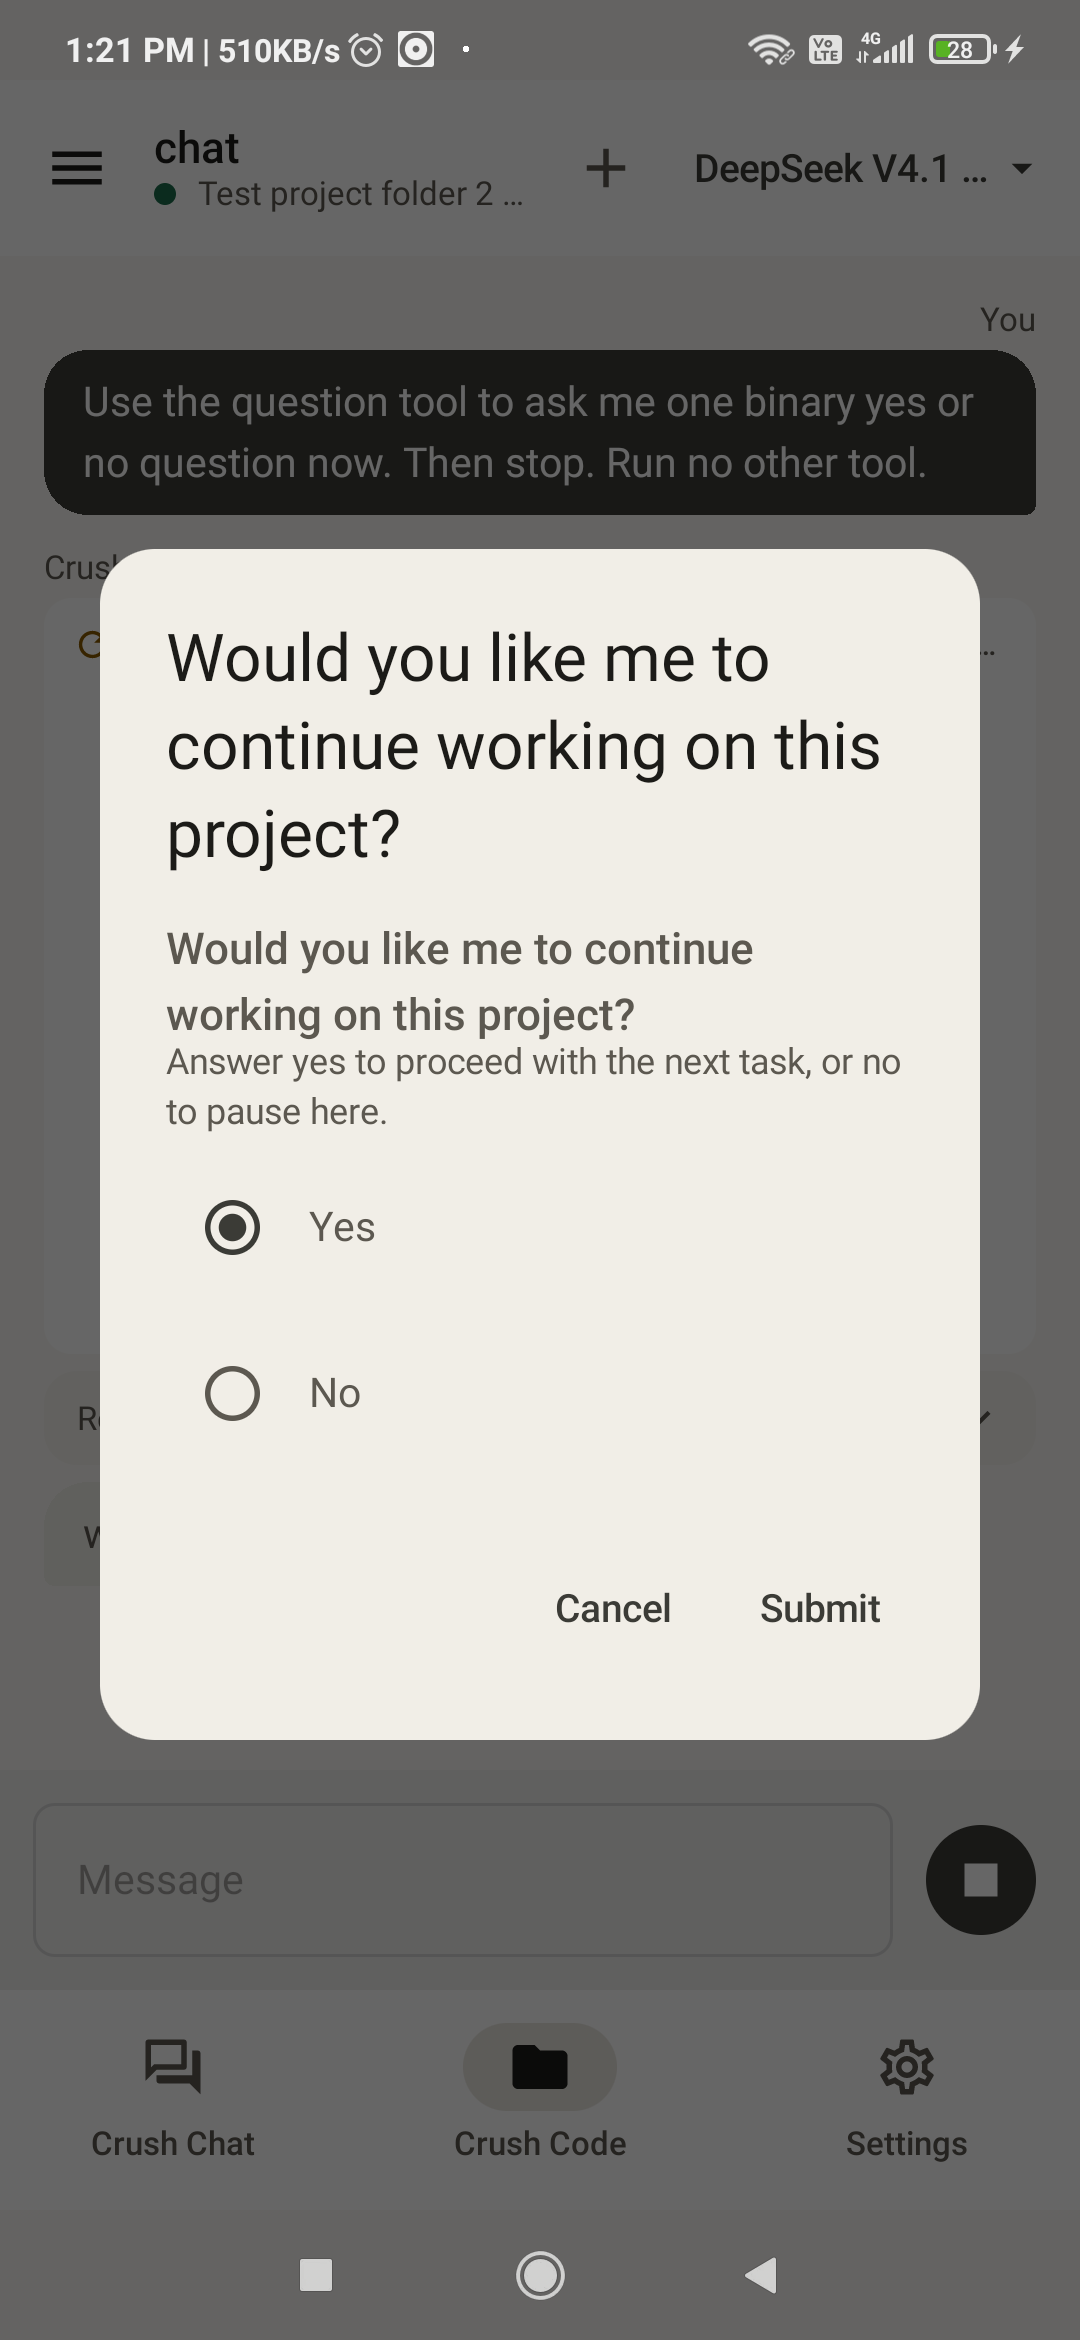 1:21 PM | 510KB/s
Vo LTE 4G 28
chat
Test project folder 2 ...
DeepSeek V4.1 ...
You
Use the question tool to ask me one binary yes or
no question now. Then stop. Run no other tool.
Would you like me to
continue working on this
project?
Would you like me to continue
working on this project?
Answer yes to proceed with the next task, or no
to pause here.
Yes
No
Cancel
Submit
Message
Crush Chat
Crush Code
Settings